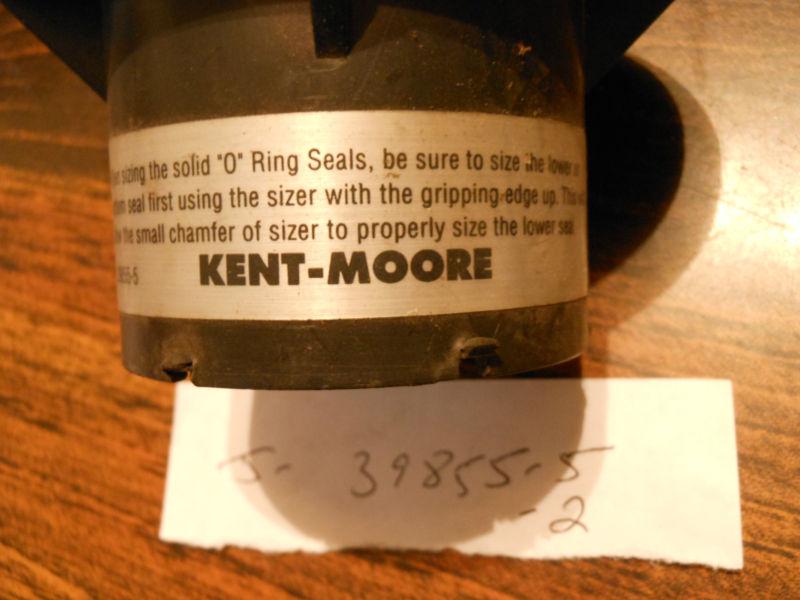 sizing the solid "O" Ring Seals, be sure to size the lower
seal first using the sizer with the gripping edge up. This
the small chamfer of sizer to properly size the lower seal
KENT-MOORE
J- 39855-5
-2